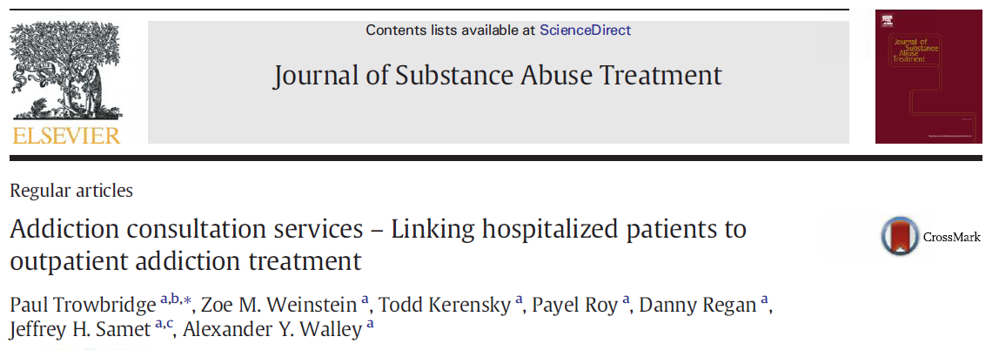 Contents lists available at ScienceDirect
Journal of Substance Abuse Treatment
ELSEVIER
Journal of
Substance
Abuse
Treatment
Regular articles
Addiction consultation services – Linking hospitalized patients to
outpatient addiction treatment
CrossMark
Paul Trowbridge a,b,*, Zoe M. Weinstein a, Todd Kerensky a, Payel Roy a, Danny Regan a,
Jeffrey H. Samet a,c, Alexander Y. Walley a